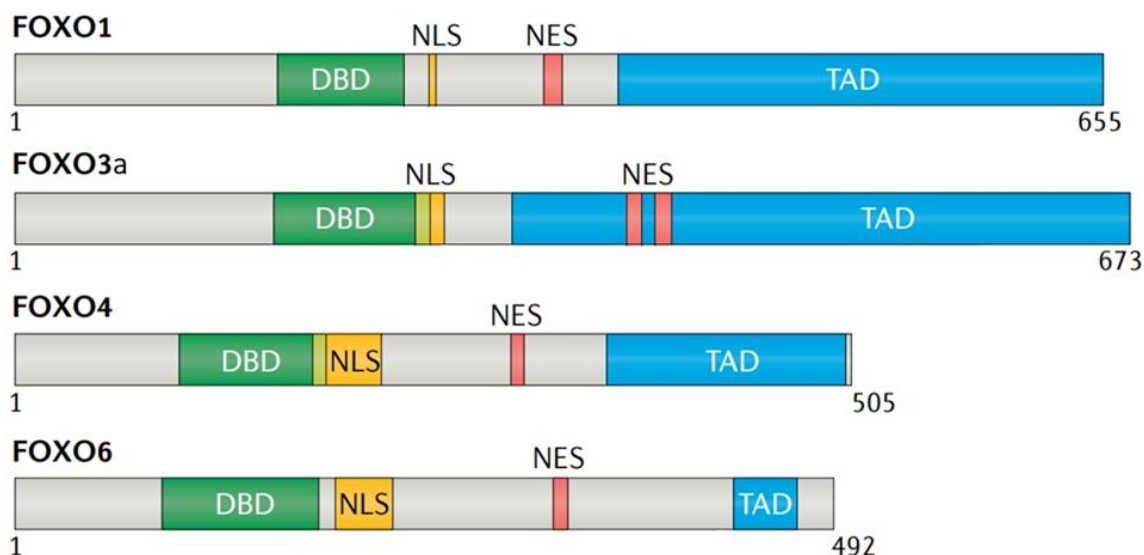 FOXO1
NLS NES
DBD TAD
1 655
FOXO3a
NLS NES
DBD TAD
1 673
FOXO4
NES
DBD NLS TAD
1 505
FOXO6
NES
DBD NLS TAD
1 492